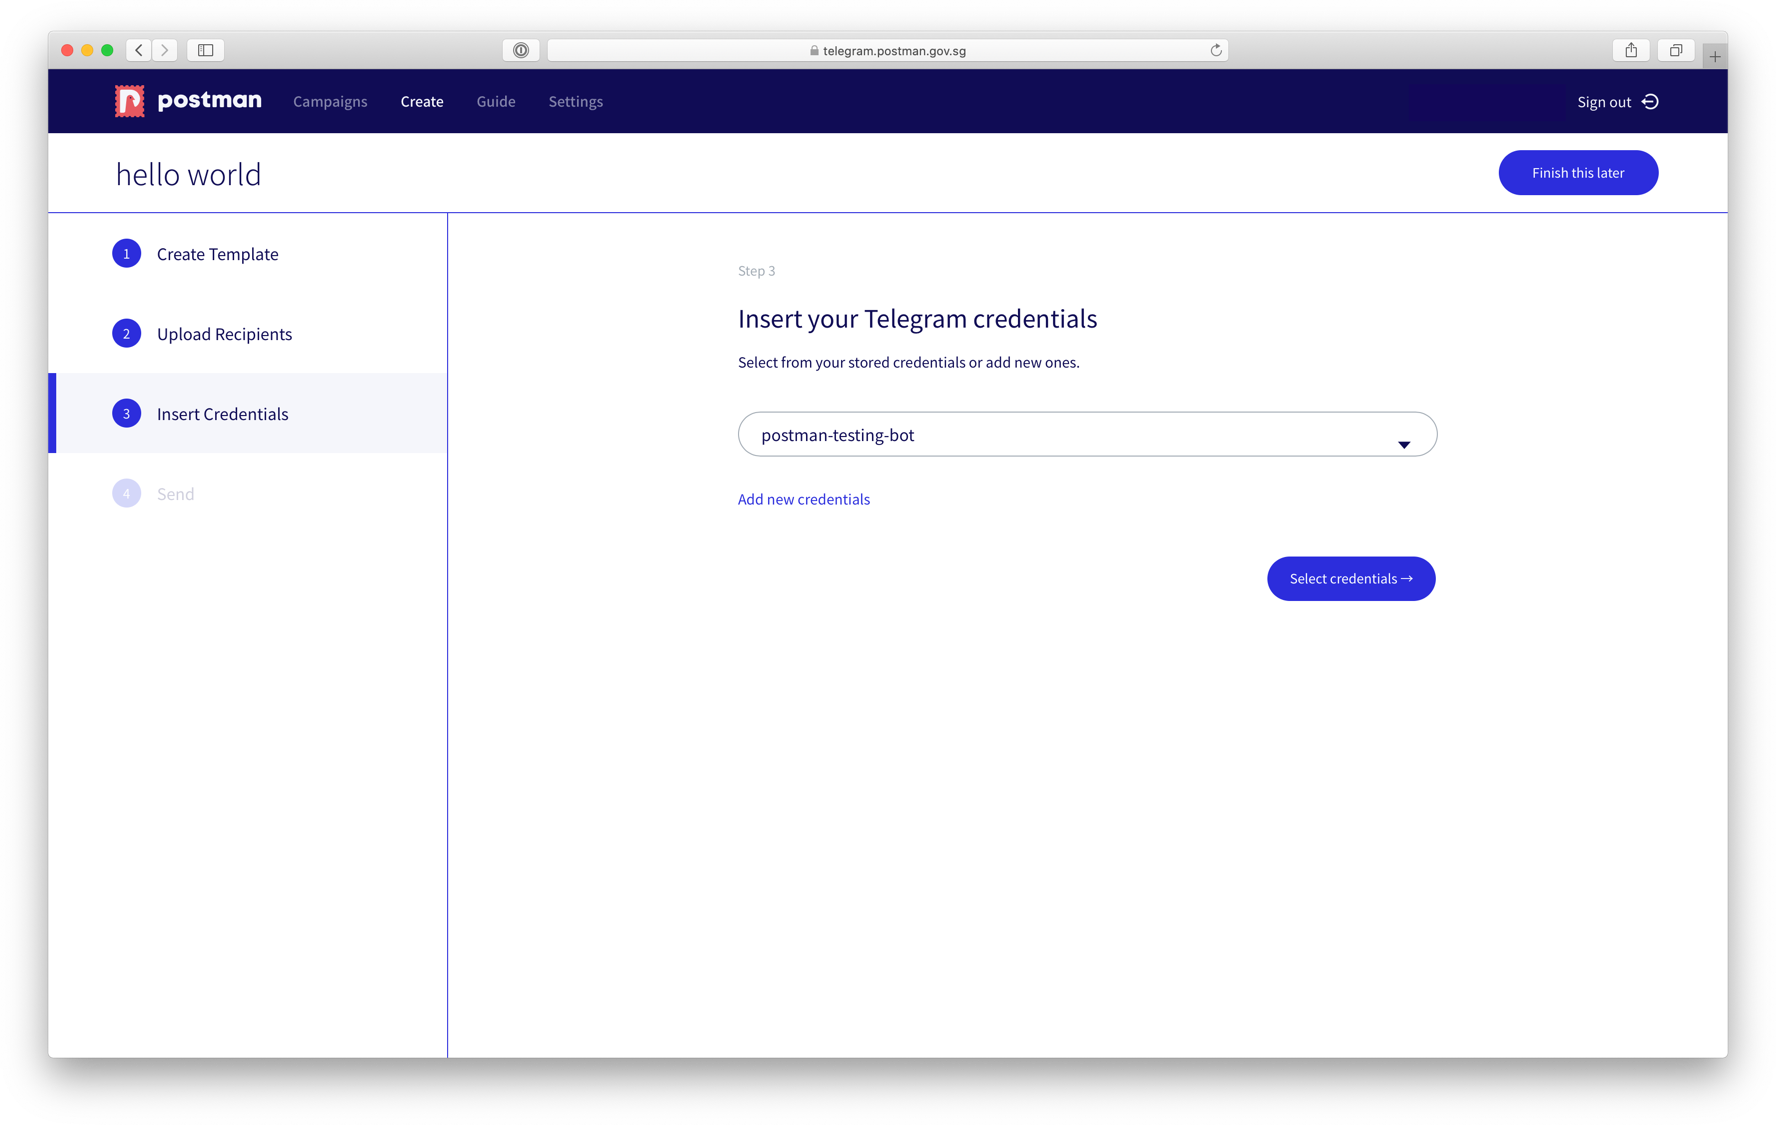 telegram.postman.gov.sg
postman Campaigns Create Guide Settings Sign out
hello world
Finish this later
1 Create Template
2 Upload Recipients
3 Insert Credentials
4 Send
Step 3
Insert your Telegram credentials
Select from your stored credentials or add new ones.
postman-testing-bot
Add new credentials
Select credentials →